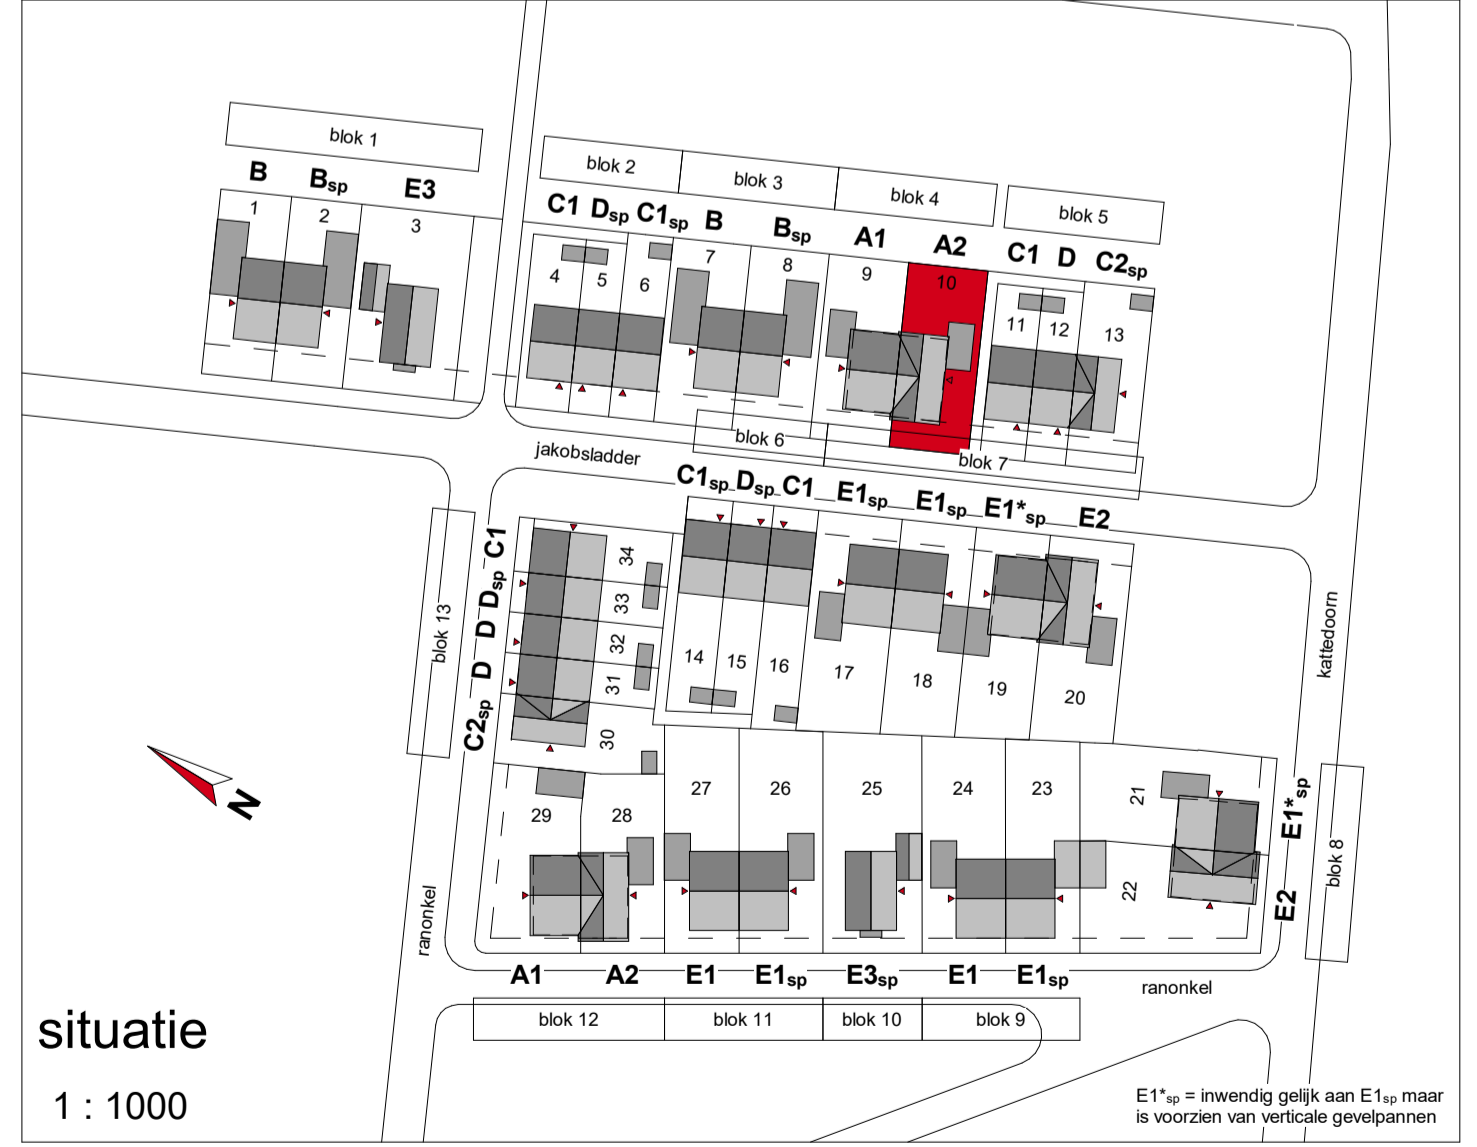 blok 1
B Bsp E3
1 2 3
blok 2 blok 3 blok 4 blok 5
C1 Dsp C1sp B Bsp A1 A2 C1 D C2sp
4 5 6 7 8 9 10 11 12 13
blok 6 blok 7
jakobsladder
C1sp Dsp C1 E1sp E1sp E1*sp E2
14 15 16 17 18 19 20
blok 13
C2sp D D Dsp C1
34
33
32
31
30
kattedoorn
N
29 28 27 26 25 24 23 22 21
E1*sp
E2
blok 8
ranonkel
A1 A2 E1 E1sp E3sp E1 E1sp
ranonkel
blok 12 blok 11 blok 10 blok 9
situatie
1 : 1000
E1*sp = inwendig gelijk aan E1sp maar
is voorzien van verticale gevelpannen